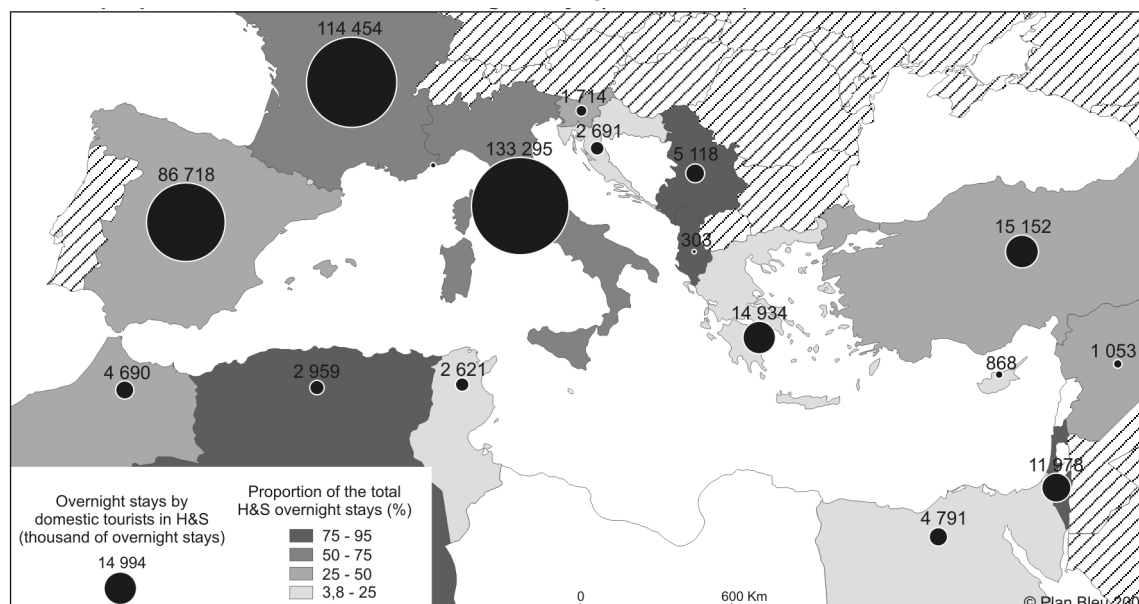 114 454
1 714
2 691
133 295
5 118
86 718
303
15 152
14 934
4 690
2 959
2 621
868
1 053
11 978
4 791
Overnight stays by
domestic tourists in H&S
(thousand of overnight stays)
14 994
Proportion of the total
H&S overnight stays (%)
75 - 95
50 - 75
25 - 50
3,8 - 25
0 600 Km
© Plan Bleu